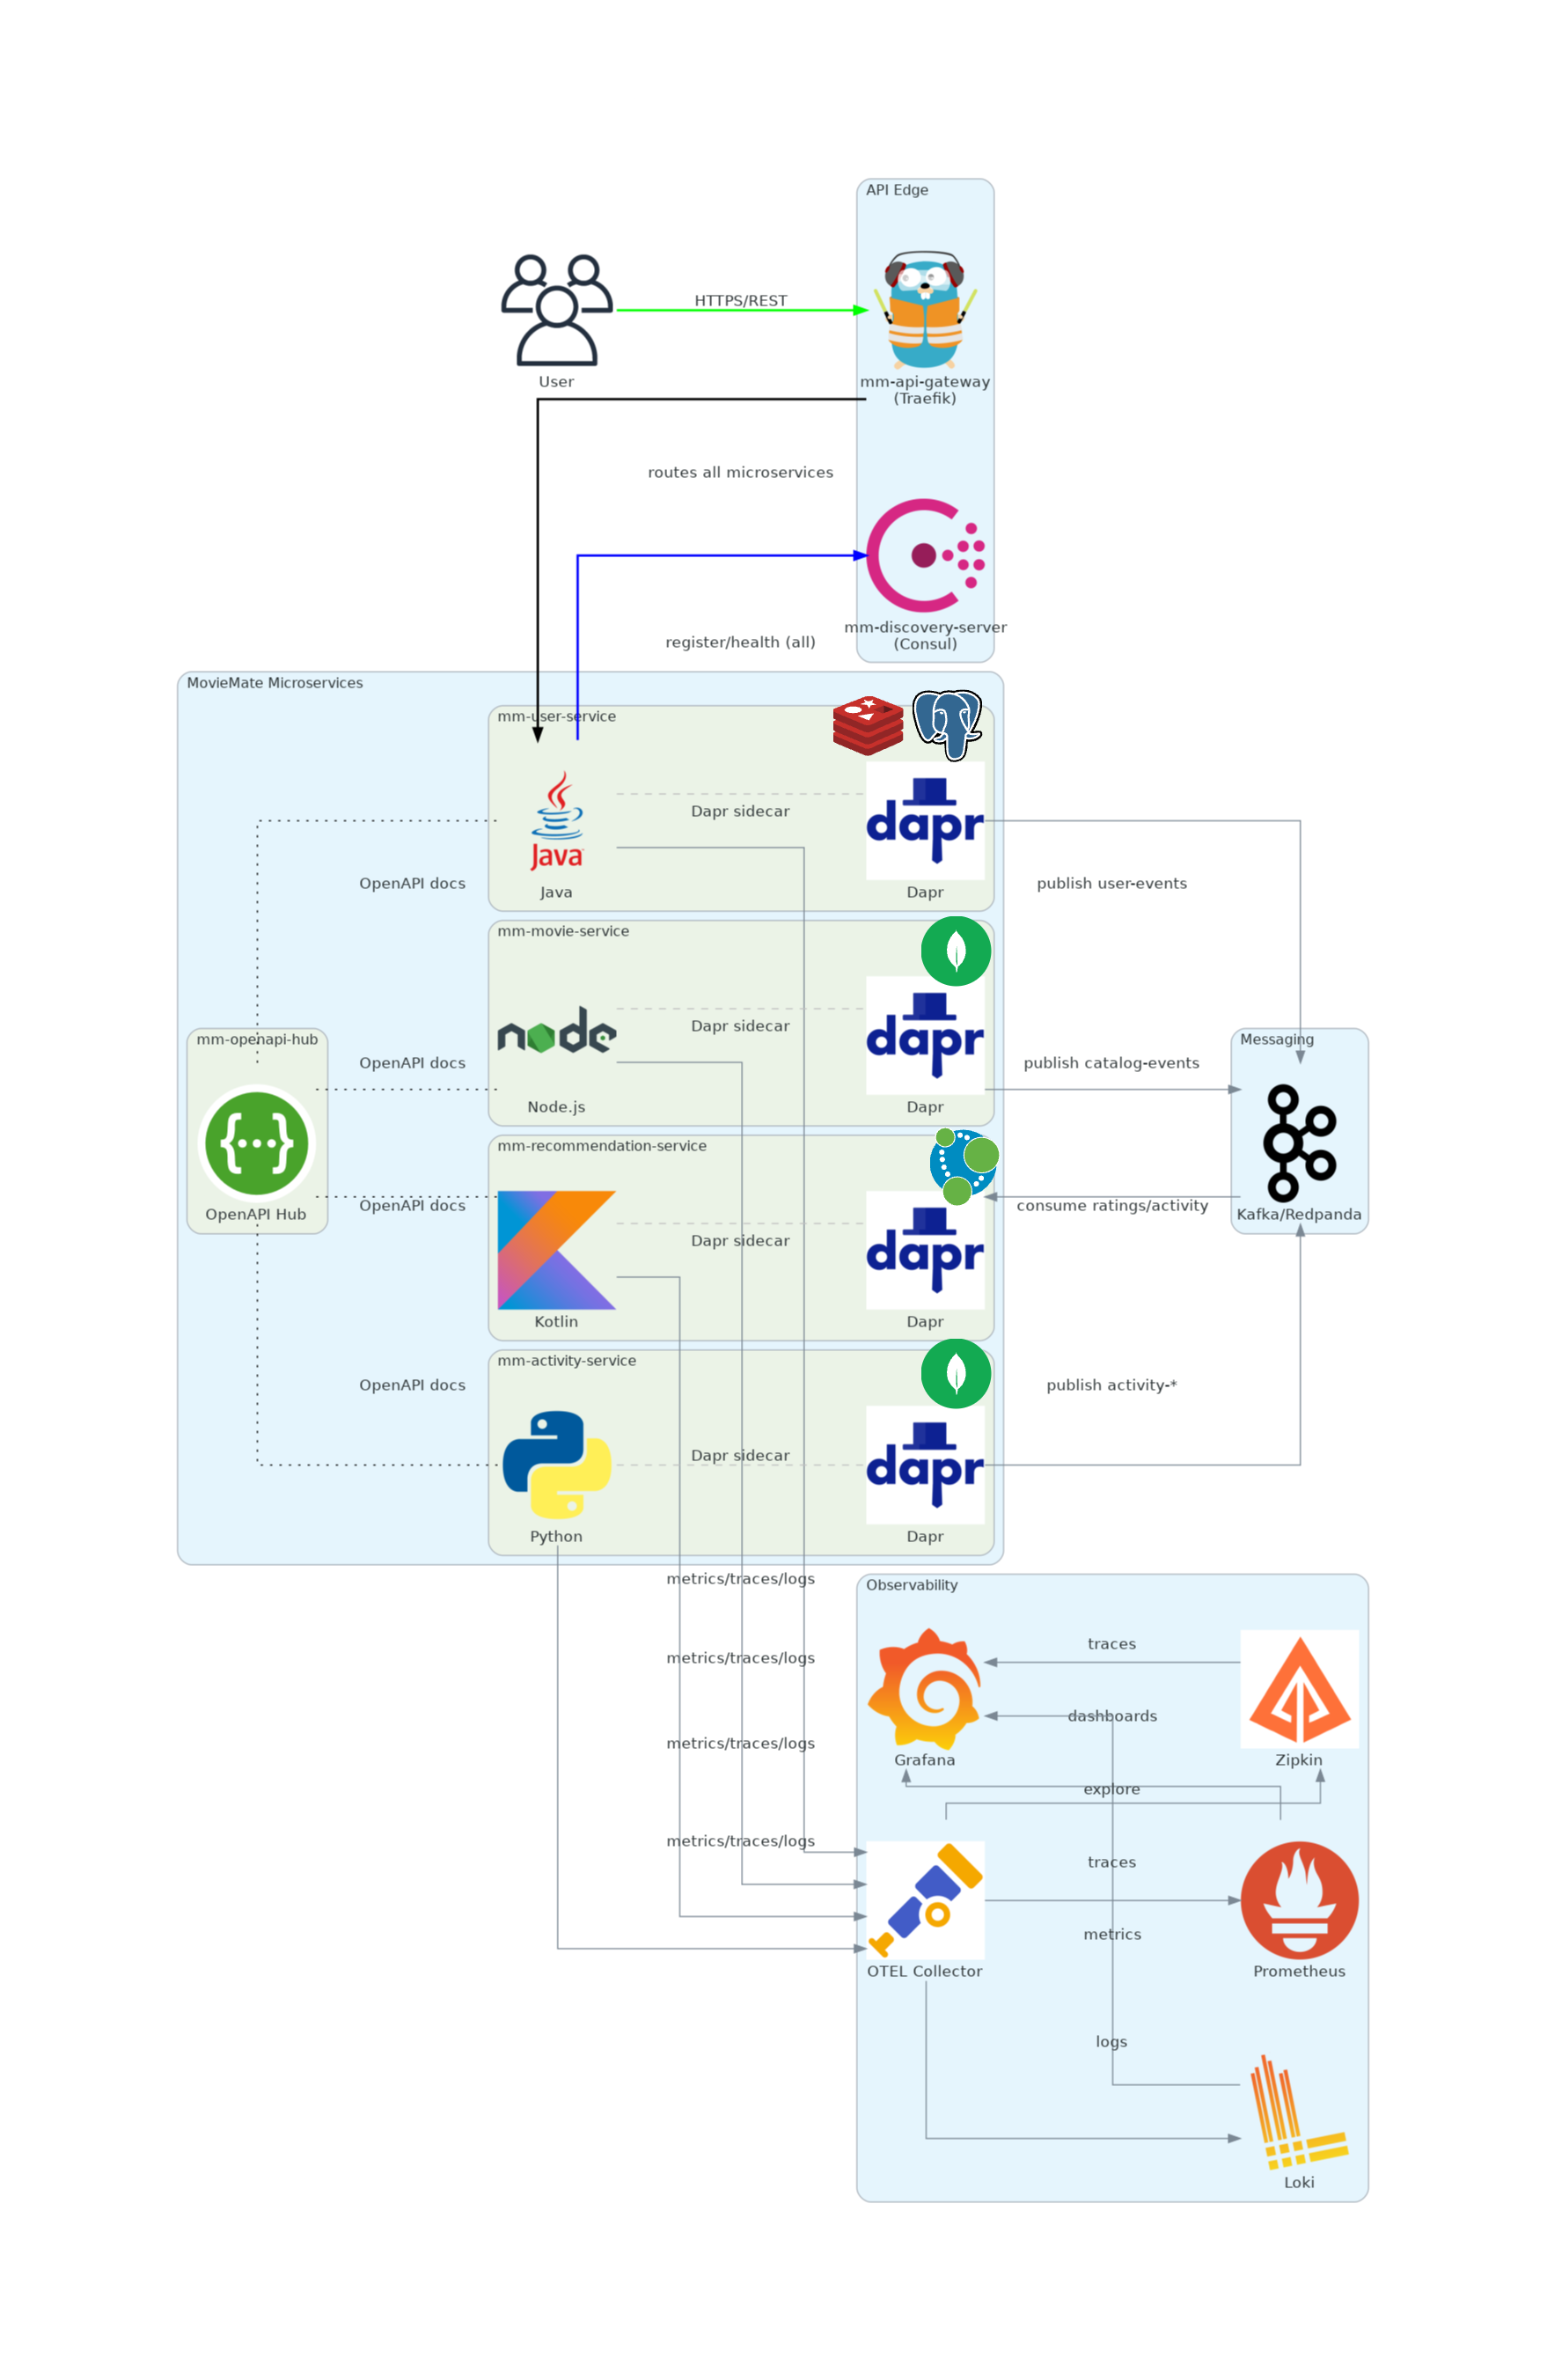 API Edge
HTTPS/REST
User
mm-api-gateway
(Traefik)
routes all microservices
mm-discovery-server
(Consul)
register/health (all)
MovieMate Microservices
mm-user-service
Dapr sidecar
dapr
Java
Java
Dapr
OpenAPI docs
publish user-events
mm-movie-service
node
Dapr sidecar
dapr
Node.js
Dapr
OpenAPI docs
publish catalog-events
mm-openapi-hub
{...}
OpenAPI Hub
Messaging
Kafka/Redpanda
mm-recommendation-service
OpenAPI docs
consume ratings/activity
Dapr sidecar
dapr
Kotlin
Dapr
mm-activity-service
OpenAPI docs
publish activity-*
Dapr sidecar
dapr
Python
Dapr
metrics/traces/logs
metrics/traces/logs
metrics/traces/logs
metrics/traces/logs
Observability
traces
dashboards
Grafana
Zipkin
explore
traces
metrics
OTEL Collector
Prometheus
logs
Loki